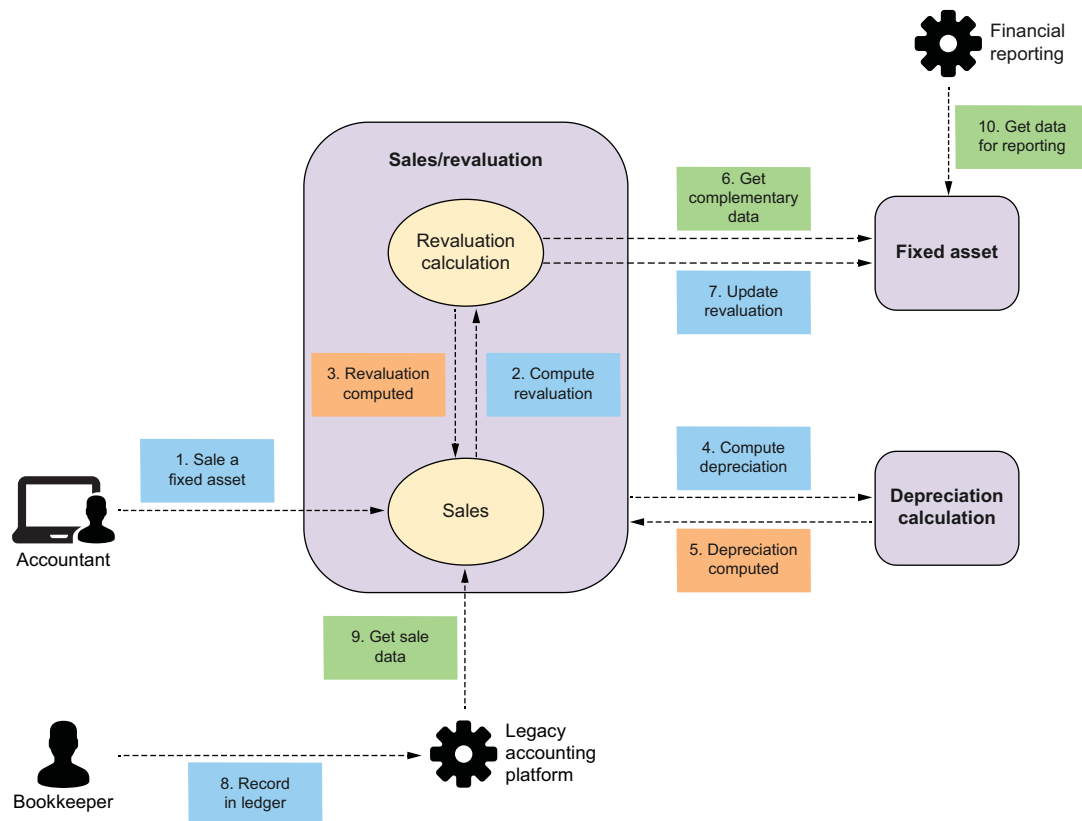 Financial
reporting
10. Get data
for reporting
Sales/revaluation
6. Get
complementary
data
Revaluation
calculation
Fixed asset
7. Update
revaluation
3. Revaluation
computed
2. Compute
revaluation
1. Sale a
fixed asset
4. Compute
depreciation
Sales
Depreciation
calculation
Accountant
5. Depreciation
computed
9. Get sale
data
Legacy
accounting
platform
8. Record
in ledger
Bookkeeper